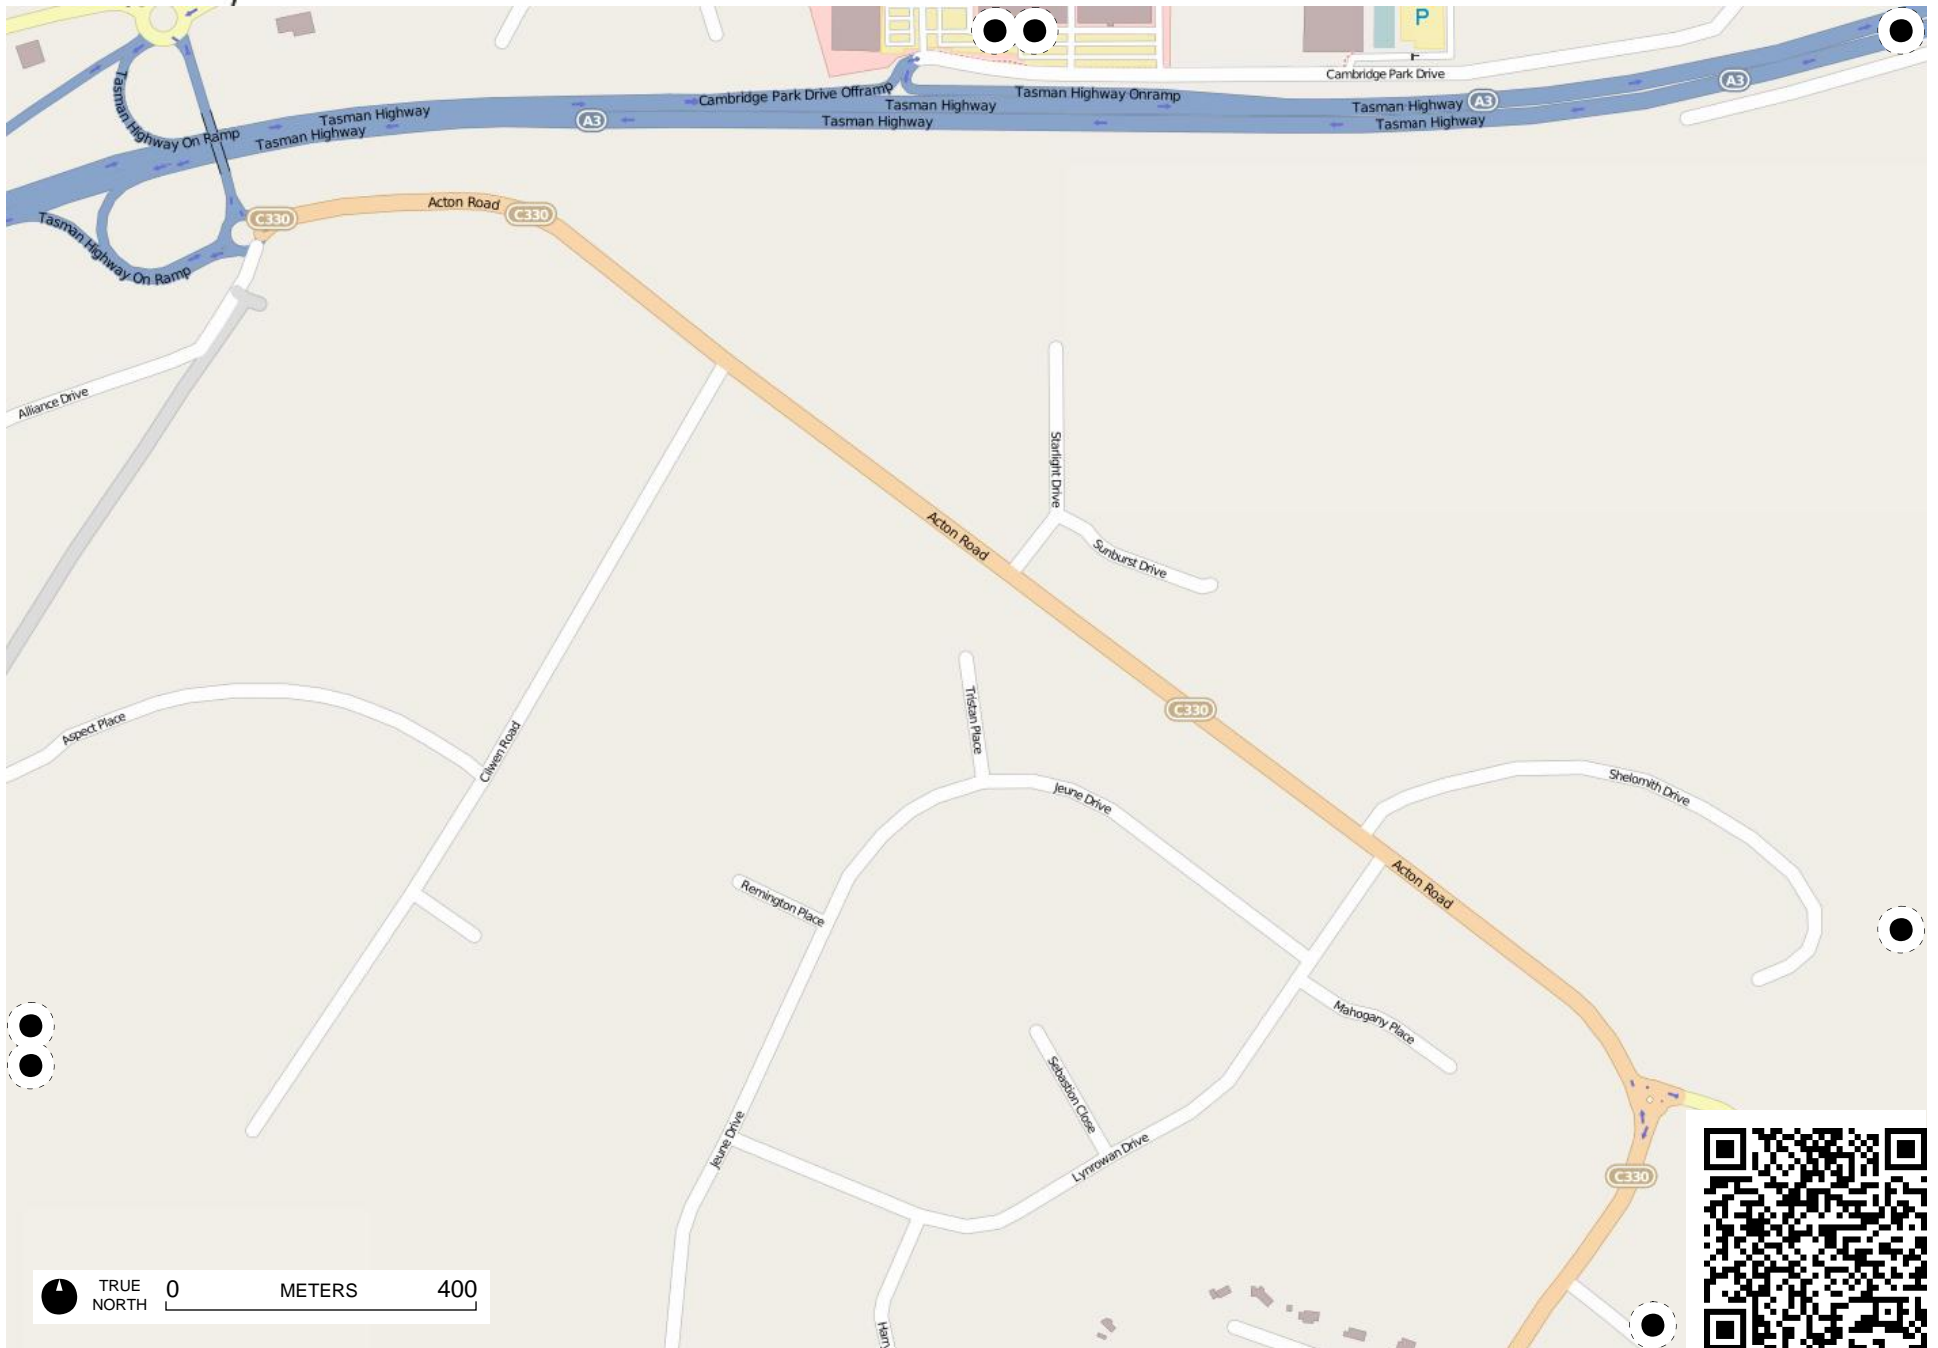 P
Cambridge Park Drive
A3
Cambridge Park Drive Offramp
Tasman Highway Onramp
Tasman Highway
Tasman Highway
Tasman Highway
A3
Tasman Highway
A3
Tasman Highway
Tasman Highway
Tasman Highway On Ramp
Tasman Highway
C330
Acton Road
C330
Tasman Highway On Ramp
Alliance Drive
Starlight Drive
Acton Road
Sunburst Drive
Tristan Place
C330
Aspect Place
Cilwen Road
Jeune Drive
Shelomith Drive
Remington Place
Acton Road
Mahogany Place
Sebastion Close
Jeune Drive
Lynrowan Drive
C330
TRUE NORTH
0 METERS 400